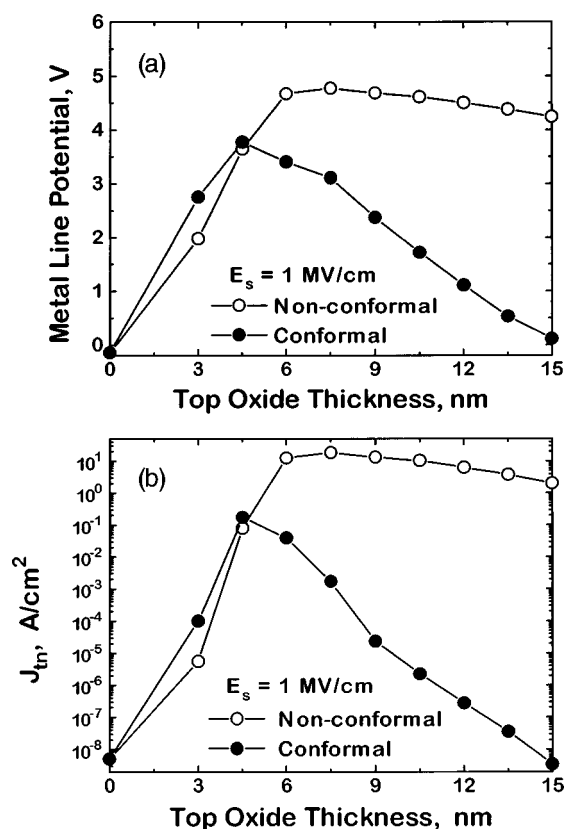 (a)
6
5
4
3
2
1
0
Metal Line Potential, V
E_s = 1 MV/cm
Non-conformal
Conformal
0 3 6 9 12 15
Top Oxide Thickness, nm
(b)
10^1
10^0
10^-1
10^-2
10^-3
10^-4
10^-5
10^-6
10^-7
10^-8
J_tn, A/cm^2
E_s = 1 MV/cm
Non-conformal
Conformal
0 3 6 9 12 15
Top Oxide Thickness, nm